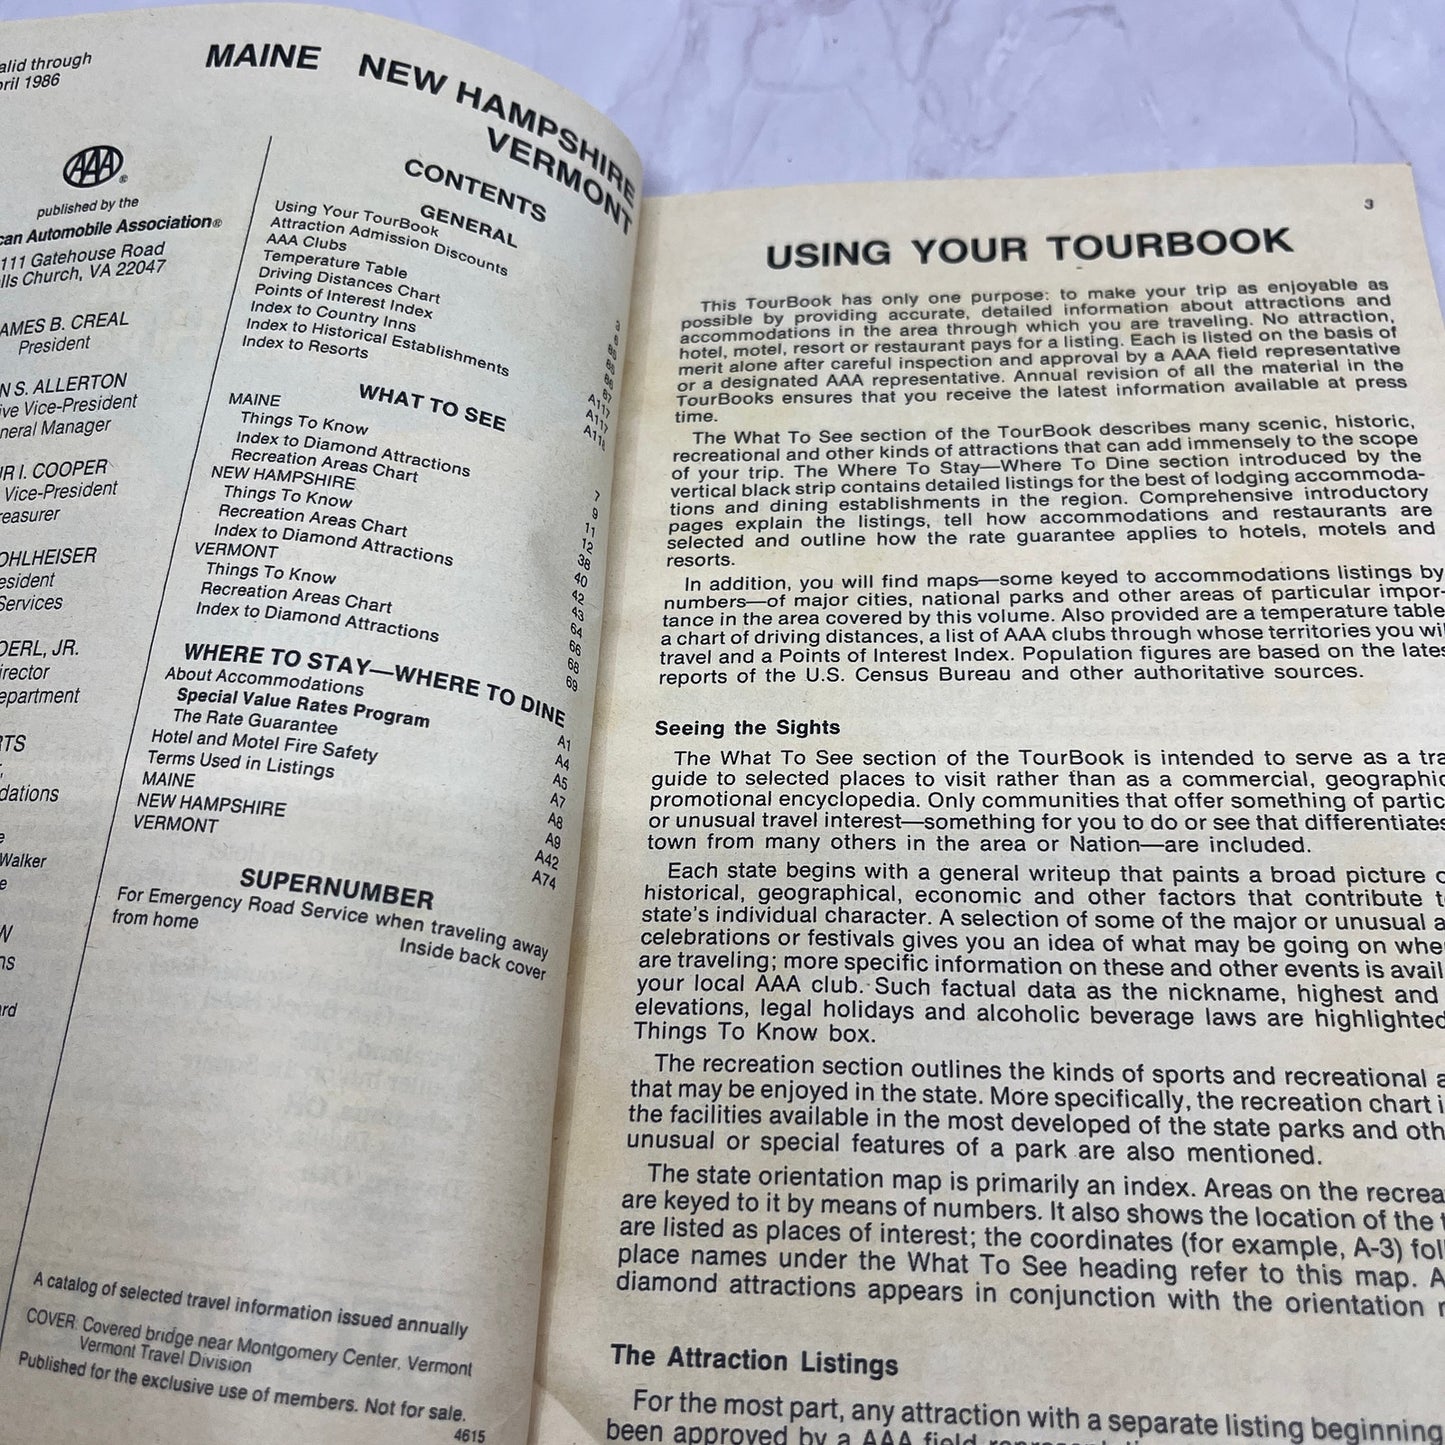 alid through
pril 1986
AAA®
published by the
can Automobile Association®
111 Gatehouse Road
lls Church, VA 22047
AMES B. CREAL
President
N S. ALLERTON
ive Vice-President
neral Manager
UR I. COOPER
Vice-President
reasurer
OHLHEISER
esident
Services
OERL, JR.
irector
epartment
RTS
dations
e
Walker
e
W
ns
rd
MAINE NEW HAMPSHIRE
VERMONT
CONTENTS
GENERAL
Using Your TourBook 3
Attraction Admission Discounts
AAA Clubs
Temperature Table
Driving Distances Chart
Points of Interest Index
Index to Country Inns A117
Index to Historical Establishments A117
Index to Resorts A118
WHAT TO SEE
MAINE 7
Things To Know 9
Index to Diamond Attractions 11
Recreation Areas Chart 12
NEW HAMPSHIRE 38
Things To Know 40
Recreation Areas Chart 42
Index to Diamond Attractions 43
VERMONT 64
Things To Know 66
Recreation Areas Chart 68
Index to Diamond Attractions 69
WHERE TO STAY—WHERE TO DINE
About Accommodations A1
Special Value Rates Program A4
The Rate Guarantee A5
Hotel and Motel Fire Safety A7
Terms Used in Listings A8
MAINE A9
NEW HAMPSHIRE A42
VERMONT A74
SUPERNUMBER
For Emergency Road Service when traveling away
from home Inside back cover
A catalog of selected travel information issued annually
COVER: Covered bridge near Montgomery Center, Vermont
Vermont Travel Division
Published for the exclusive use of members. Not for sale.
4615
3
USING YOUR TOURBOOK
This TourBook has only one purpose: to make your trip as enjoyable as
possible by providing accurate, detailed information about attractions and
accommodations in the area through which you are traveling. No attraction,
hotel, motel, resort or restaurant pays for a listing. Each is listed on the basis of
merit alone after careful inspection and approval by a AAA field representative
or a designated AAA representative. Annual revision of all the material in the
TourBooks ensures that you receive the latest information available at press
time.
The What To See section of the TourBook describes many scenic, historic,
recreational and other kinds of attractions that can add immensely to the scope
of your trip. The Where To Stay—Where To Dine section introduced by the
vertical black strip contains detailed listings for the best of lodging accommoda-
tions and dining establishments in the region. Comprehensive introductory
pages explain the listings, tell how accommodations and restaurants are
selected and outline how the rate guarantee applies to hotels, motels and
resorts.
In addition, you will find maps—some keyed to accommodations listings by
numbers—of major cities, national parks and other areas of particular impor-
tance in the area covered by this volume. Also provided are a temperature table,
a chart of driving distances, a list of AAA clubs through whose territories you wil
travel and a Points of Interest Index. Population figures are based on the lates
reports of the U.S. Census Bureau and other authoritative sources.
Seeing the Sights
The What To See section of the TourBook is intended to serve as a tra
guide to selected places to visit rather than as a commercial, geographic
promotional encyclopedia. Only communities that offer something of partic
or unusual travel interest—something for you to do or see that differentiates
town from many others in the area or Nation—are included.
Each state begins with a general writeup that paints a broad picture o
historical, geographical, economic and other factors that contribute t
state's individual character. A selection of some of the major or unusual a
celebrations or festivals gives you an idea of what may be going on whe
are traveling; more specific information on these and other events is avail
your local AAA club. Such factual data as the nickname, highest and
elevations, legal holidays and alcoholic beverage laws are highlighted
Things To Know box.
The recreation section outlines the kinds of sports and recreational a
that may be enjoyed in the state. More specifically, the recreation chart i
the facilities available in the most developed of the state parks and oth
unusual or special features of a park are also mentioned.
The state orientation map is primarily an index. Areas on the recrea
are keyed to it by means of numbers. It also shows the location of the t
are listed as places of interest; the coordinates (for example, A-3) foll
place names under the What To See heading refer to this map. A
diamond attractions appears in conjunction with the orientation m
The Attraction Listings
For the most part, any attraction with a separate listing beginning
been approved by a AAA field